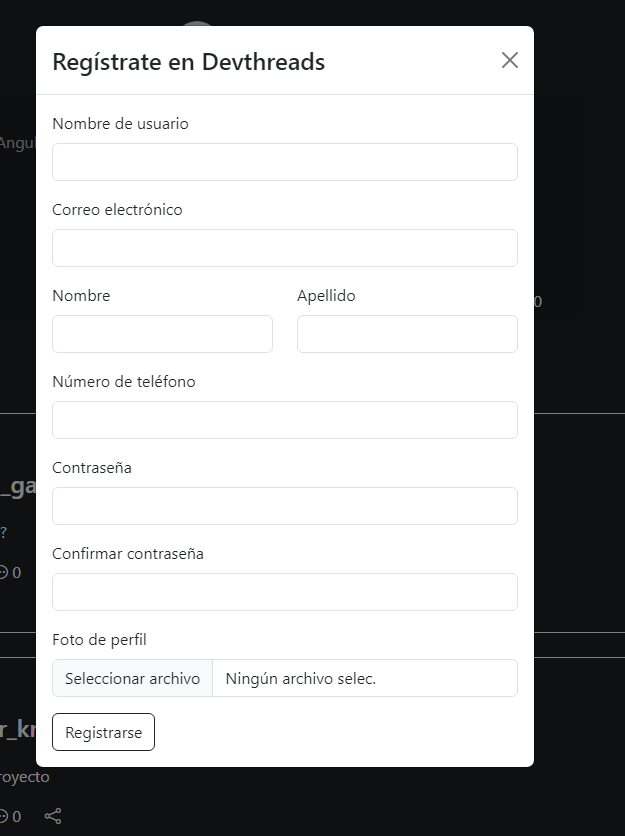 Regístrate en Devthreads
Angul
Nombre de usuario
Correo electrónico
Nombre Apellido
0
Número de teléfono
Contraseña
_ga
?
Confirmar contraseña
0
Foto de perfil
Seleccionar archivo Ningún archivo selec.
r_kr
Registrarse
royecto
0